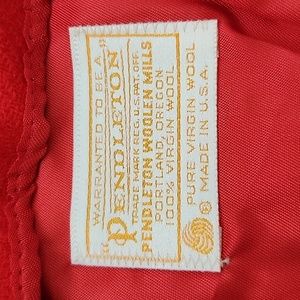 WARRANTED TO BE A
"PENDLETON"
TRADE MARK REG. U.S. PAT. OFF.
PENDLETON WOOLEN MILLS
PORTLAND, OREGON
100% VIRGIN WOOL
PURE VIRGIN WOOL
® MADE IN U.S.A.